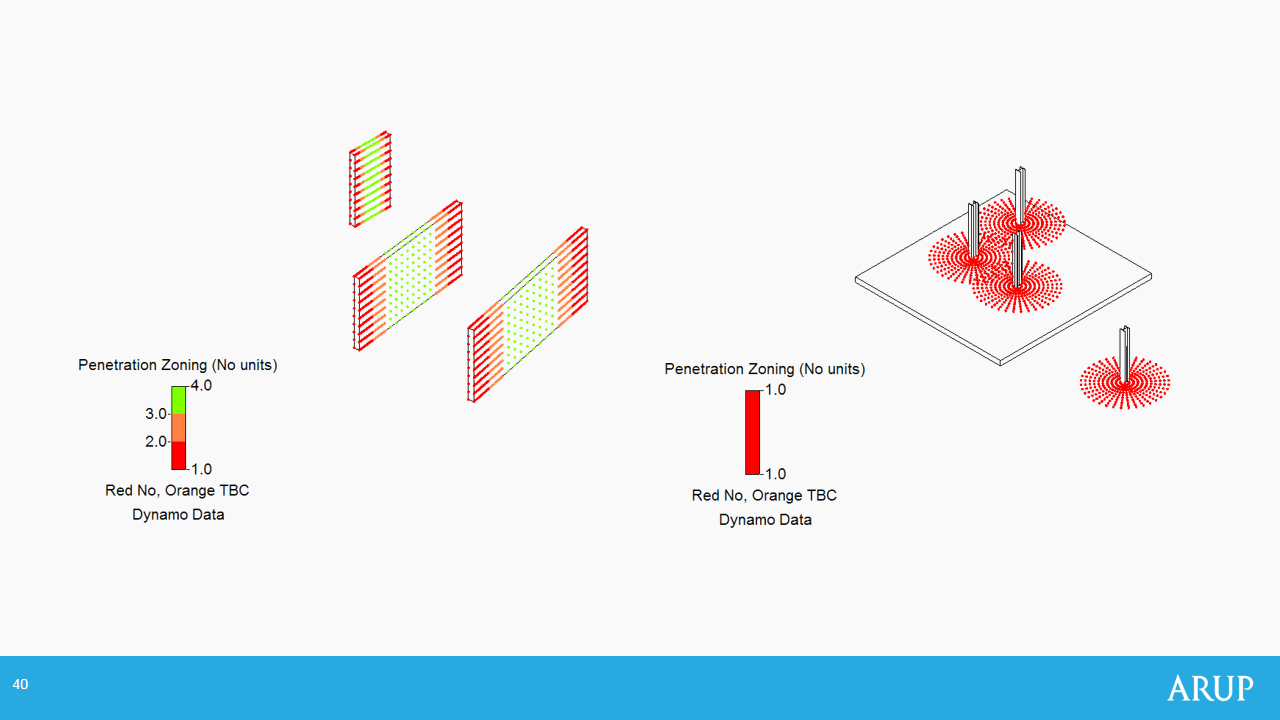 Penetration Zoning (No units)
4.0
3.0
2.0
1.0
Red No, Orange TBC
Dynamo Data
Penetration Zoning (No units)
1.0
1.0
Red No, Orange TBC
Dynamo Data
40
ARUP